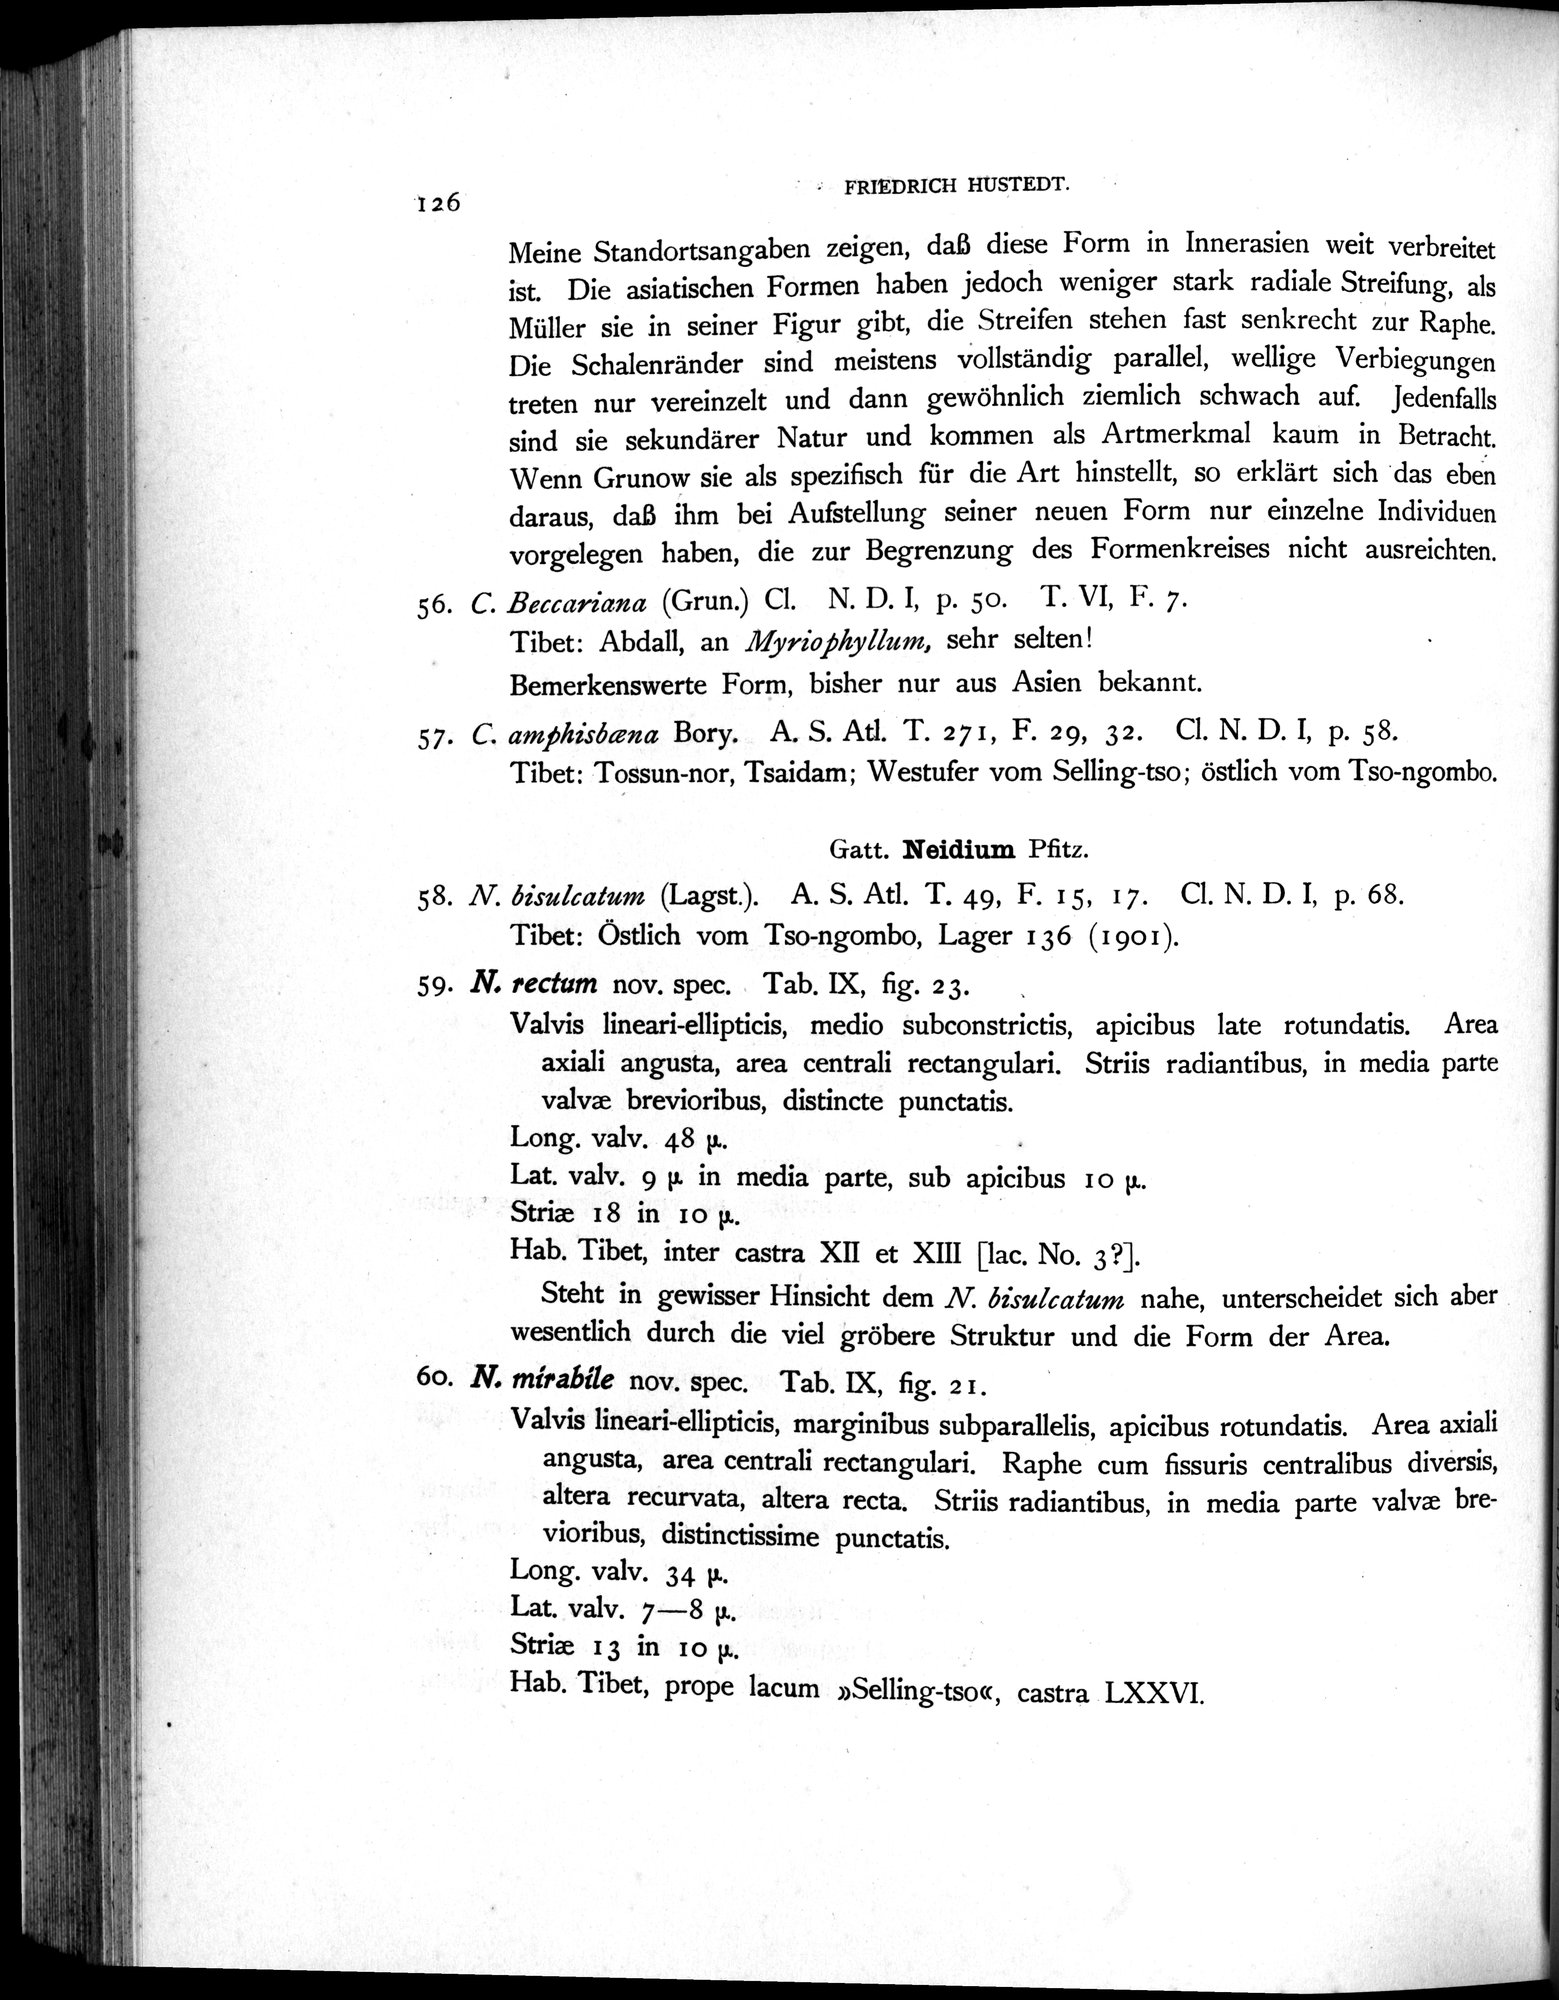 126
FRIEDRICH HUSTEDT.
Meine Standortsangaben zeigen, daß diese Form in Innerasien weit verbreitet
ist. Die asiatischen Formen haben jedoch weniger stark radiale Streifung, als
Müller sie in seiner Figur gibt, die Streifen stehen fast senkrecht zur Raphe.
Die Schalenränder sind meistens vollständig parallel, wellige Verbiegungen
treten nur vereinzelt und dann gewöhnlich ziemlich schwach auf. Jedenfalls
sind sie sekundärer Natur und kommen als Artmerkmal kaum in Betracht.
Wenn Grunow sie als spezifisch für die Art hinstellt, so erklärt sich das eben
daraus, daß ihm bei Aufstellung seiner neuen Form nur einzelne Individuen
vorgelegen haben, die zur Begrenzung des Formenkreises nicht ausreichten.
56. C. Beccariana (Grun.) Cl. N. D. I, p. 50. T. VI, F. 7.
Tibet: Abdall, an Myriophyllum, sehr selten!
Bemerkenswerte Form, bisher nur aus Asien bekannt.
57. C. amphisbæna Bory. A. S. Atl. T. 271, F. 29, 32. Cl. N. D. I, p. 58.
Tibet: Tossun-nor, Tsaidam; Westufer vom Selling-tso; östlich vom Tso-ngombo.
Gatt. Neidium Pfitz.
58. N. bisulcatum (Lagst.). A. S. Atl. T. 49, F. 15, 17. Cl. N. D. I, p. 68.
Tibet: Östlich vom Tso-ngombo, Lager 136 (1901).
59. N. rectum nov. spec. Tab. IX, fig. 23.
Valvis lineari-ellipticis, medio subconstrictis, apicibus late rotundatis. Area
axiali angusta, area centrali rectangulari. Striis radiantibus, in media parte
valvæ brevioribus, distincte punctatis.
Long. valv. 48 μ.
Lat. valv. 9 μ in media parte, sub apicibus 10 μ.
Striæ 18 in 10 μ.
Hab. Tibet, inter castra XII et XIII [lac. No. 3?].
Steht in gewisser Hinsicht dem N. bisulcatum nahe, unterscheidet sich aber
wesentlich durch die viel gröbere Struktur und die Form der Area.
60. N. mirabile nov. spec. Tab. IX, fig. 21.
Valvis lineari-ellipticis, marginibus subparallelis, apicibus rotundatis. Area axiali
angusta, area centrali rectangulari. Raphe cum fissuris centralibus diversis,
altera recurvata, altera recta. Striis radiantibus, in media parte valvæ bre-
vioribus, distinctissime punctatis.
Long. valv. 34 μ.
Lat. valv. 7—8 μ.
Striæ 13 in 10 μ.
Hab. Tibet, prope lacum »Selling-tso«, castra LXXVI.